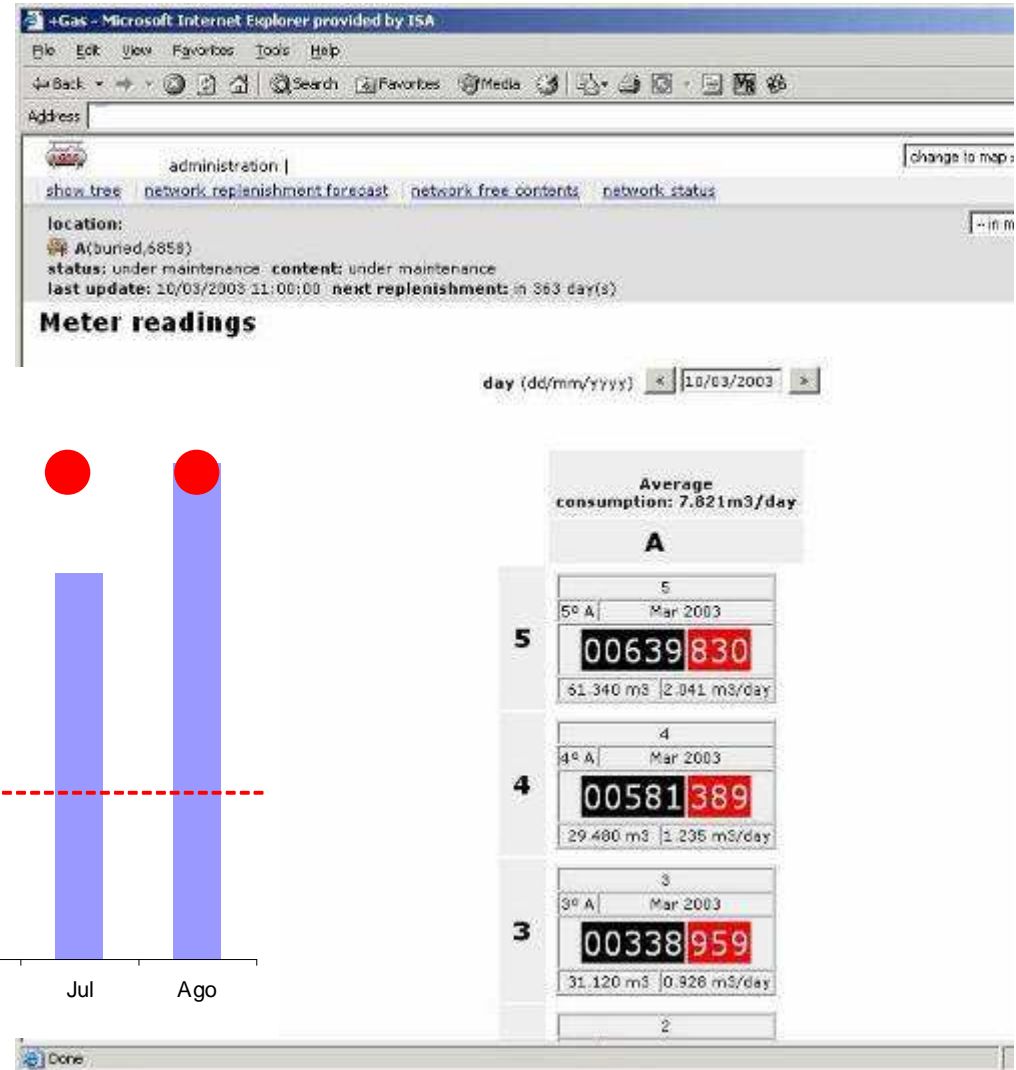 +Gas - Microsoft Internet Explorer provided by ISA
File Edit View Favorites Tools Help
Back Search Favorites Media
Address
administration |
change to map
show tree network replenishment forecast network free contents network status
location:
A(buried,6858)
status: under maintenance content: under maintenance
last update: 10/03/2003 11:00:00 next replenishment: in 363 day(s)
Meter readings
day (dd/mm/yyyy) « 10/03/2003 »
Average
consumption: 7.821m3/day
A
5
5º A Mar 2003
5
00639 830
61.340 m3 2.041 m3/day
4
4º A Mar 2003
4
00581 389
29.480 m3 1.235 m3/day
3
3º A Mar 2003
3
00338 959
31.120 m3 0.928 m3/day
2
Jul Ago
Done